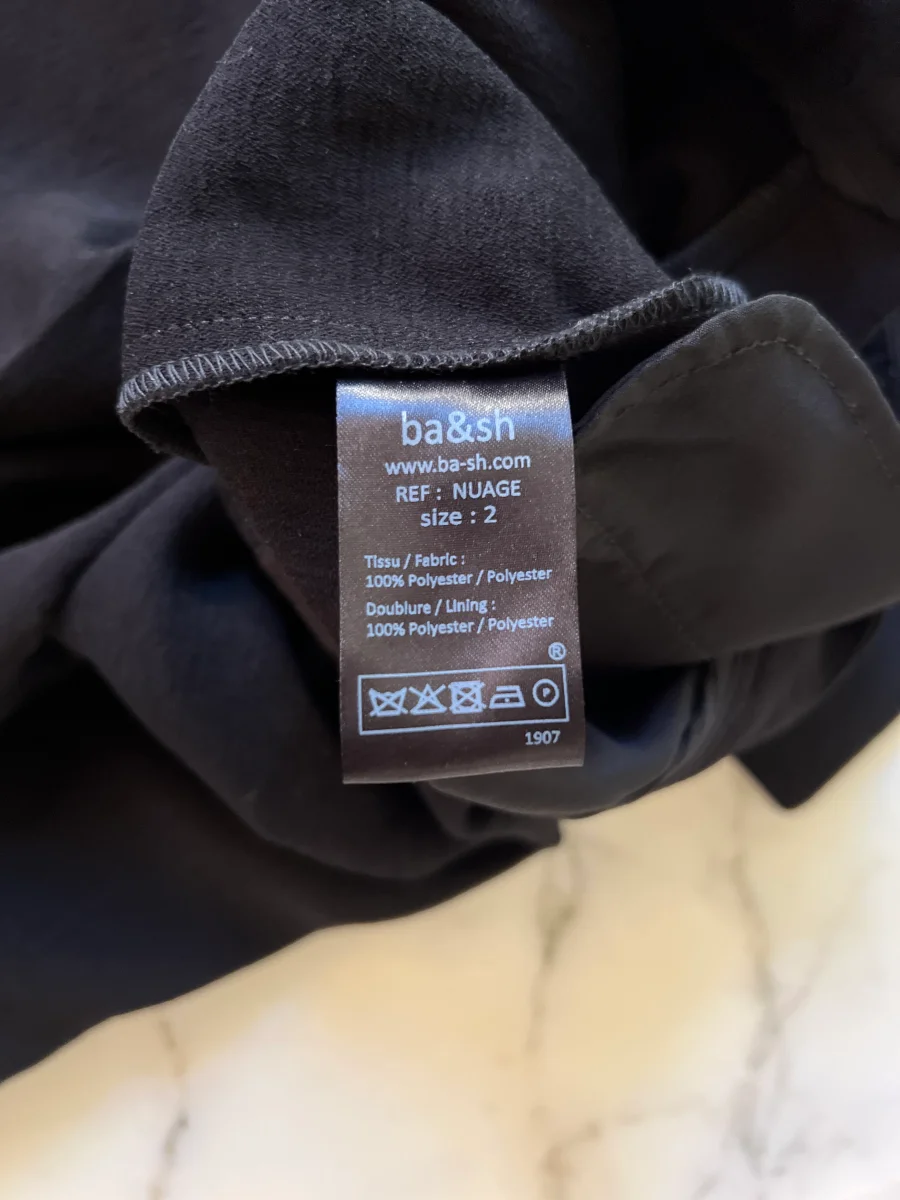 ba&sh
www.ba-sh.com
REF : NUAGE
size : 2
Tissu / Fabric :
100% Polyester / Polyester
Doublure / Lining :
100% Polyester / Polyester
®
P
1907